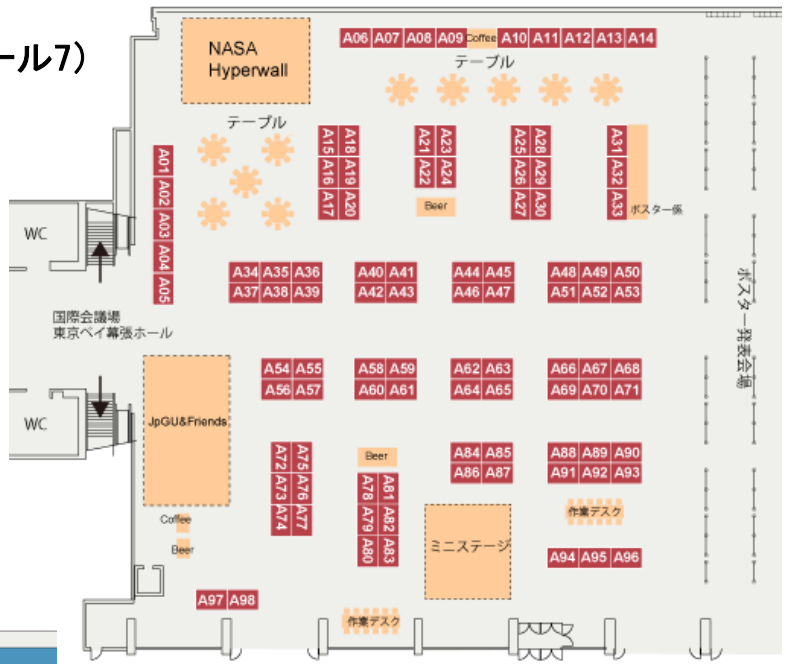 ール7)
NASA
Hyperwall
A06 A07 A08 A09 Coffee A10 A11 A12 A13 A14
テーブル
テーブル
A01
A02
A03
A04
A05
A15 A18
A16 A19
A17 A20
A21 A23
A22 A24
Beer
A25 A28
A26 A29
A27 A30
A31
A32
A33
ポスター係
WC
A34 A35 A36
A37 A38 A39
A40 A41
A42 A43
A44 A45
A46 A47
A48 A49 A50
A51 A52 A53
ポスター発表会場
国際会議場
東京ベイ幕張ホール
WC
JpGU&Friends
A54 A55
A56 A57
A58 A59
A60 A61
A62 A63
A64 A65
A66 A67 A68
A69 A70 A71
A72 A75
A73 A76
A74 A77
Beer
A78 A81
A79 A82
A80 A83
A84 A85
A86 A87
A88 A89 A90
A91 A92 A93
作業デスク
Coffee
Beer
ミニステージ
A94 A95 A96
A97 A98
作業デスク